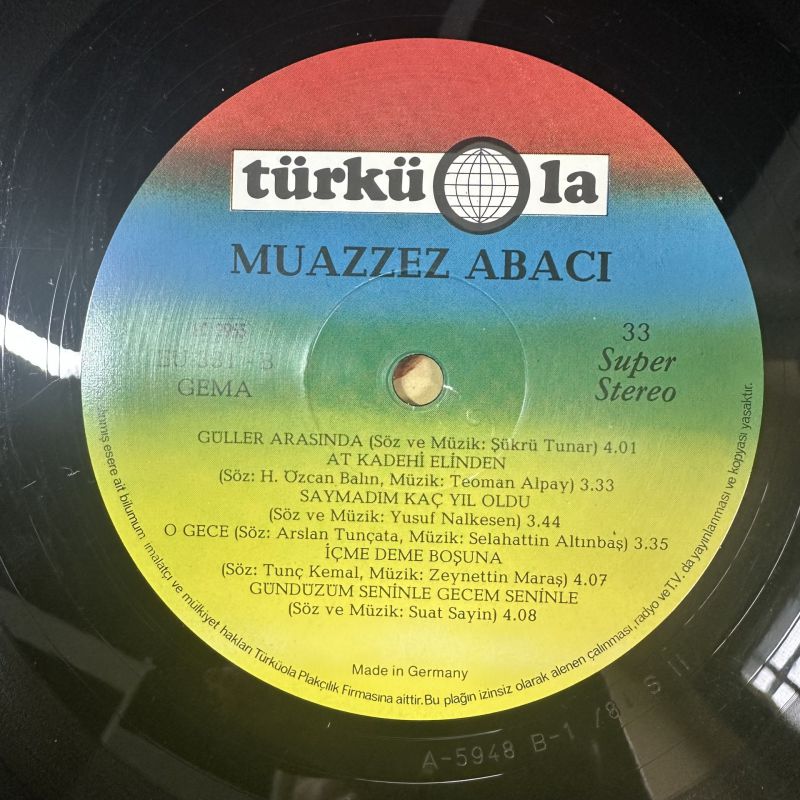 türküola
MUAZZEZ ABACI
33
Super
Stereo
GEMA
GÜLLER ARASINDA (Söz ve Müzik: Şükrü Tunar) 4.01
AT KADEHİ ELİNDEN
(Söz: H. Özcan Balın, Müzik: Teoman Alpay) 3.33
SAYMADIM KAÇ YIL OLDU
(Söz ve Müzik: Yusuf Nalkesen) 3.44
O GECE (Söz: Arslan Tunçata, Müzik: Selahattin Altınbaş) 3.35
İÇME DEME BOŞUNA
(Söz: Tunç Kemal, Müzik: Zeynettin Maraş) 4.07
GÜNDÜZÜM SENİNLE GECEM SENİNLE
(Söz ve Müzik: Suat Sayin) 4.08
Made in Germany
esere ait bilumum imalatçı ve mülkiyet hakları Türküola Plakçılık Firmasına aittir. Bu plağın izinsiz olarak alenen çalınması, radyo ve T.V. da yayınlanması ve kopyası yasaktır.
A-5948 B-1